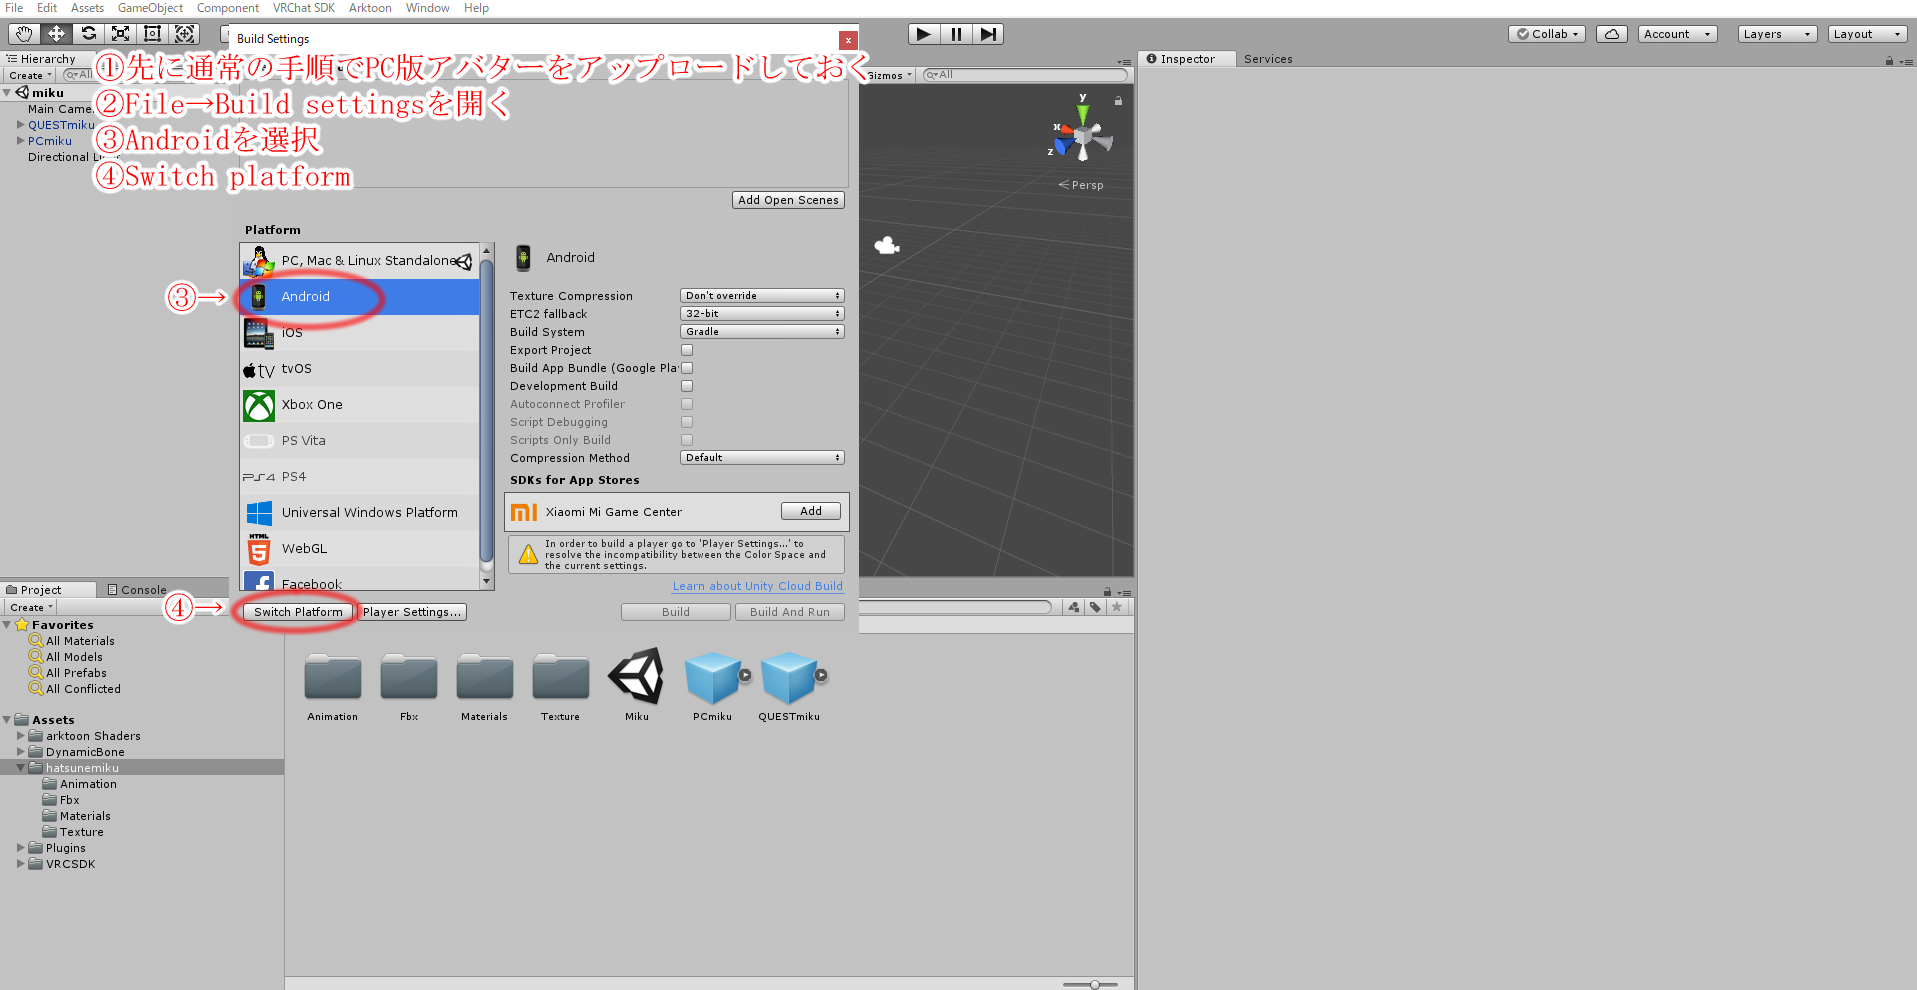 File Edit Assets GameObject Component VRChat SDK Arktoon Window Help
Build Settings
Collab Account Layers Layout
①先に通常の手順でPC版アバターをアップロードしておく
②File→Build settingsを開く
③Androidを選択
④Switch platform
Hierarchy
Create
All
miku
Main Came
QUESTmiku
PCmiku
Directional
Gizmos
All
y
x
z
Persp
Inspector Services
Add Open Scenes
Platform
PC, Mac & Linux Standalone
③→
Android
iOS
tvOS
Xbox One
PS Vita
PS4
Universal Windows Platform
HTML
WebGL
Facebook
Android
Texture Compression Don't override
ETC2 fallback 32-bit
Build System Gradle
Export Project
Build App Bundle (Google Pla
Development Build
Autoconnect Profiler
Script Debugging
Scripts Only Build
Compression Method Default
SDKs for App Stores
Xiaomi Mi Game Center Add
In order to build a player go to 'Player Settings...' to
resolve the incompatibility between the Color Space and
the current settings.
Learn about Unity Cloud Build
④→
Switch Platform Player Settings... Build Build And Run
Project Console
Create
Favorites
All Materials
All Models
All Prefabs
All Conflicted
Assets
arktoon Shaders
DynamicBone
hatsunemiku
Animation
Fbx
Materials
Texture
Plugins
VRCSDK
Animation Fbx Materials Texture Miku PCmiku QUESTmiku